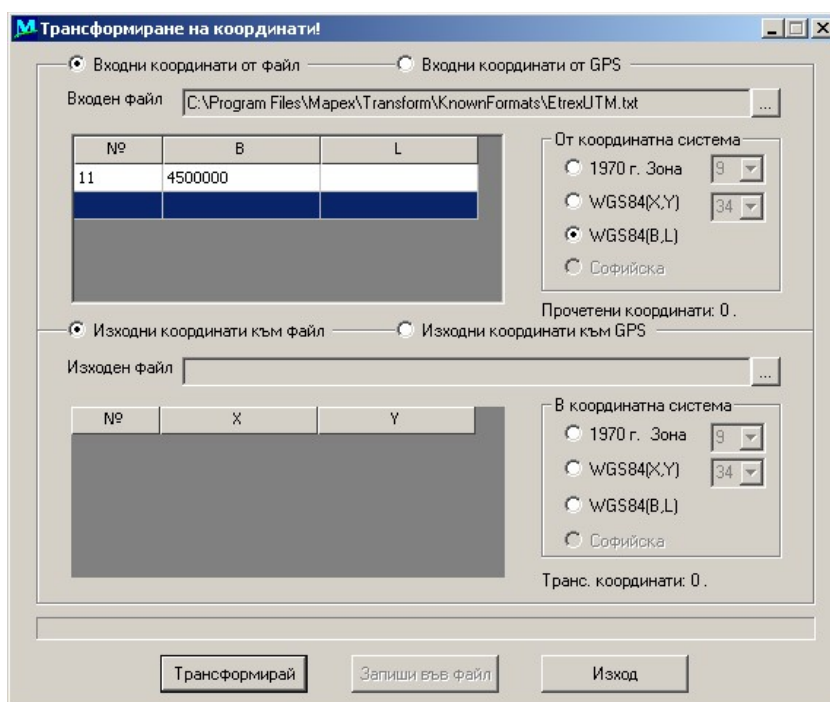 Трансформиране на координати!
Входни координати от файл Входни координати от GPS
Входен файл C:\Program Files\Mapex\Transform\KnownFormats\EtrexUTM.txt ...
№ B L
11 4500000
От координатна система
1970 г. Зона 9
WGS84(X,Y) 34
WGS84(B,L)
Софийска
Прочетени координати: 0 .
Изходни координати към файл Изходни координати към GPS
Изходен файл ...
№ X Y
В координатна система
1970 г. Зона 9
WGS84(X,Y) 34
WGS84(B,L)
Софийска
Транс. координати: 0 .
Трансформирай Запиши във файл Изход